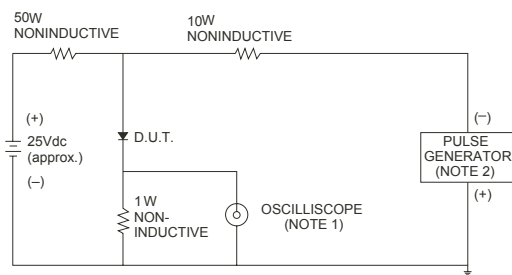 50W
NONINDUCTIVE
10W
NONINDUCTIVE
(+)
25Vdc
(approx.)
(–)
D.U.T.
1W
NON-
INDUCTIVE
OSCILLISCOPE
(NOTE 1)
(–)
PULSE
GENERATOR
(NOTE 2)
(+)